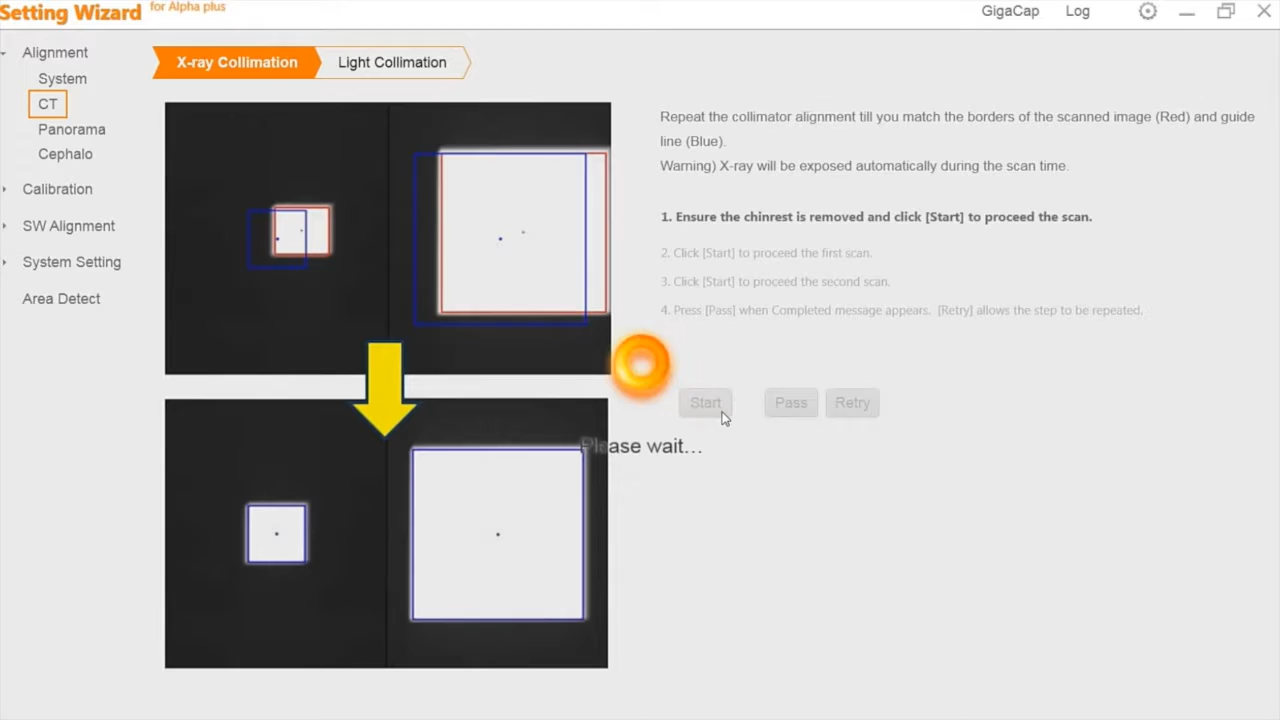 Setting Wizard for Alpha plus
GigaCap Log
Alignment
System
CT
Panorama
Cephalo
Calibration
SW Alignment
System Setting
Area Detect
X-ray Collimation
Light Collimation
Repeat the collimator alignment till you match the borders of the scanned image (Red) and guide
line (Blue).
Warning) X-ray will be exposed automatically during the scan time.
1. Ensure the chinrest is removed and click [Start] to proceed the scan.
2. Click [Start] to proceed the first scan.
3. Click [Start] to proceed the second scan.
4. Press [Pass] when Completed message appears. [Retry] allows the step to be repeated.
Start Pass Retry
Please wait...